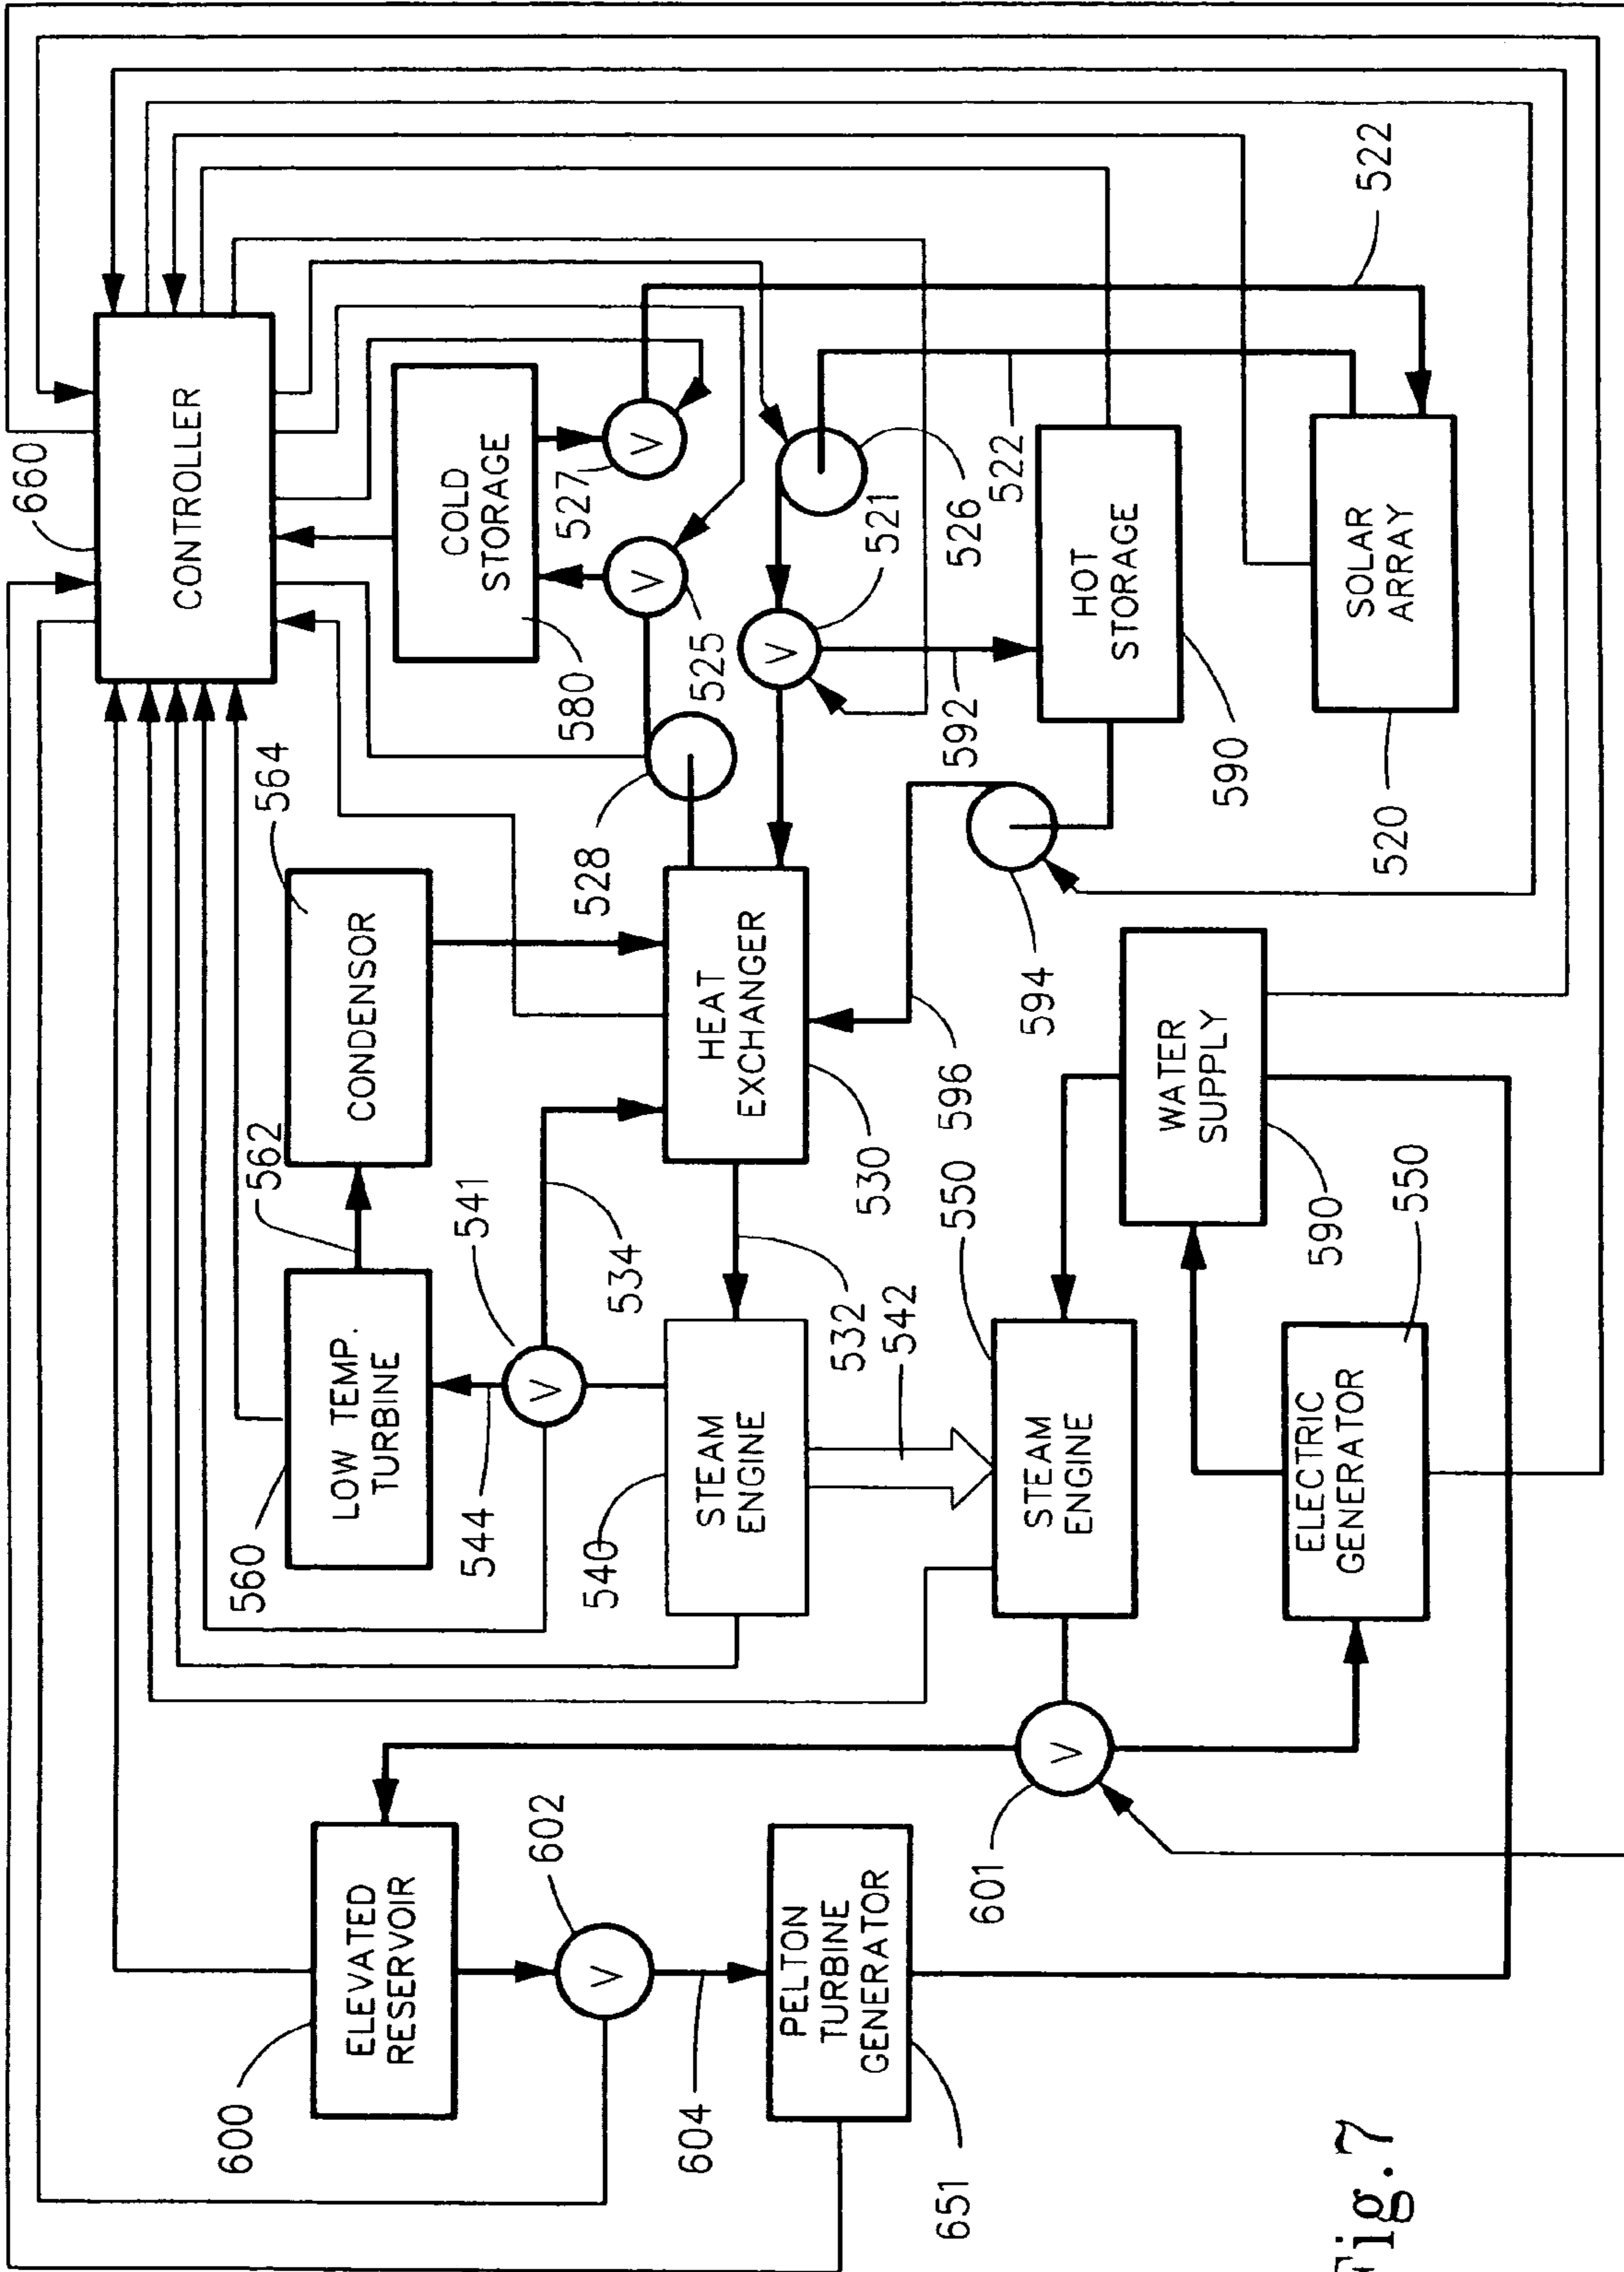 660
CONTROLLER
600
ELEVATED
RESERVOIR
602
V
604
PELTON
TURBINE
GENERATOR
651
601
V
560
LOW TEMP.
TURBINE
562
564
CONDENSOR
544
541
V
534
540
STEAM
ENGINE
532
542
550
STEAM
ENGINE
HEAT
EXCHANGER
530
528
596
594
COLD
STORAGE
580
525
V
527
V
526
521
V
522
522
592
HOT
STORAGE
590
SOLAR
ARRAY
520
WATER
SUPPLY
590
ELECTRIC
GENERATOR
550
Fig.7